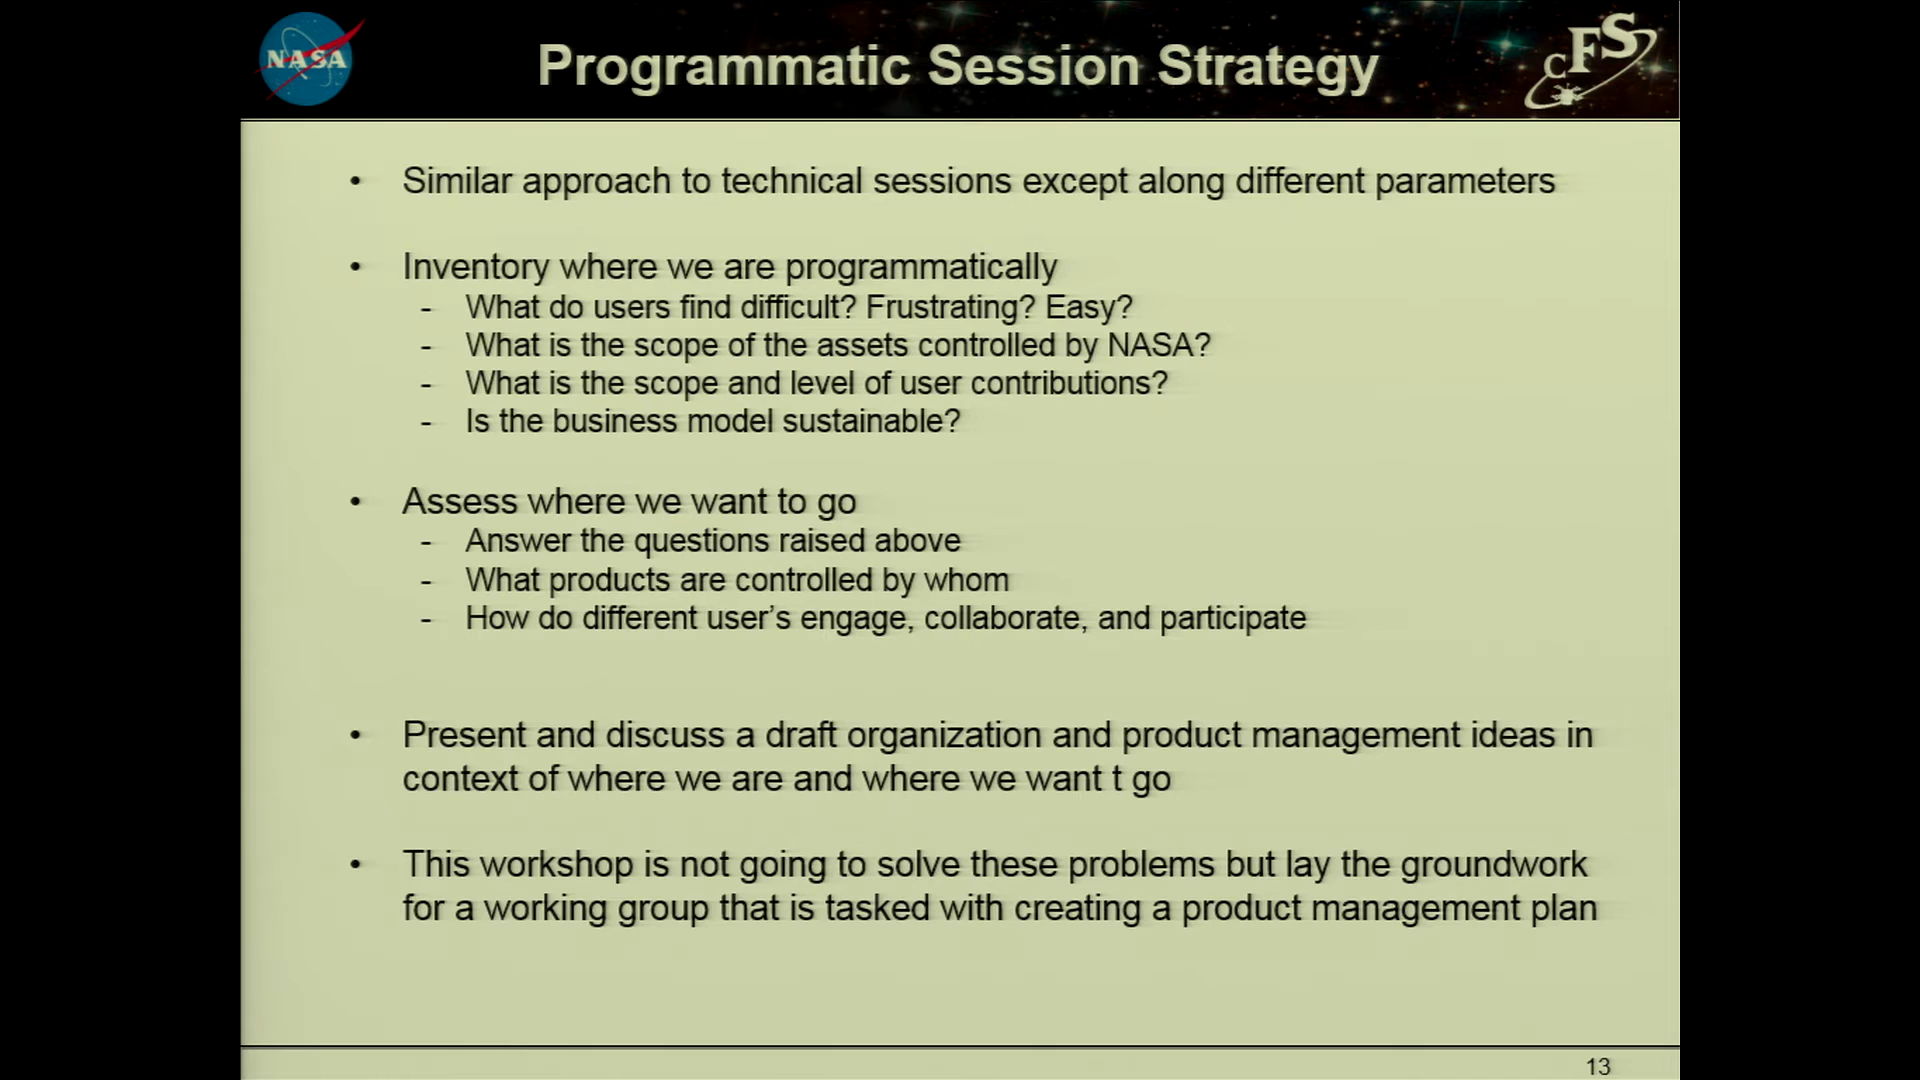 NASA
Programmatic Session Strategy
cFS
• Similar approach to technical sessions except along different parameters
• Inventory where we are programmatically
- What do users find difficult? Frustrating? Easy?
- What is the scope of the assets controlled by NASA?
- What is the scope and level of user contributions?
- Is the business model sustainable?
• Assess where we want to go
- Answer the questions raised above
- What products are controlled by whom
- How do different user’s engage, collaborate, and participate
• Present and discuss a draft organization and product management ideas in
context of where we are and where we want t go
• This workshop is not going to solve these problems but lay the groundwork
for a working group that is tasked with creating a product management plan
13